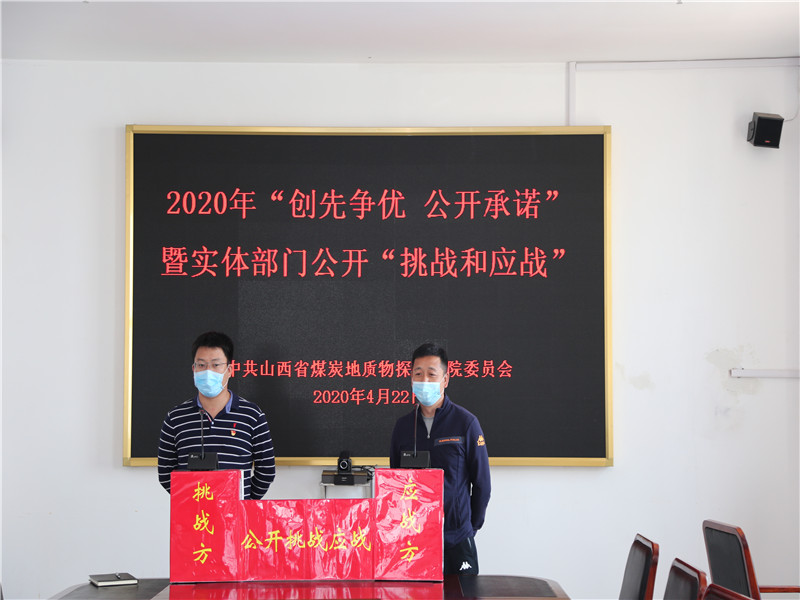 2020年“创先争优 公开承诺”
暨实体部门公开“挑战和应战”
中共山西省煤炭地质物探 院委员会
2020年4月22日
挑战方
公开挑战应战
应战方